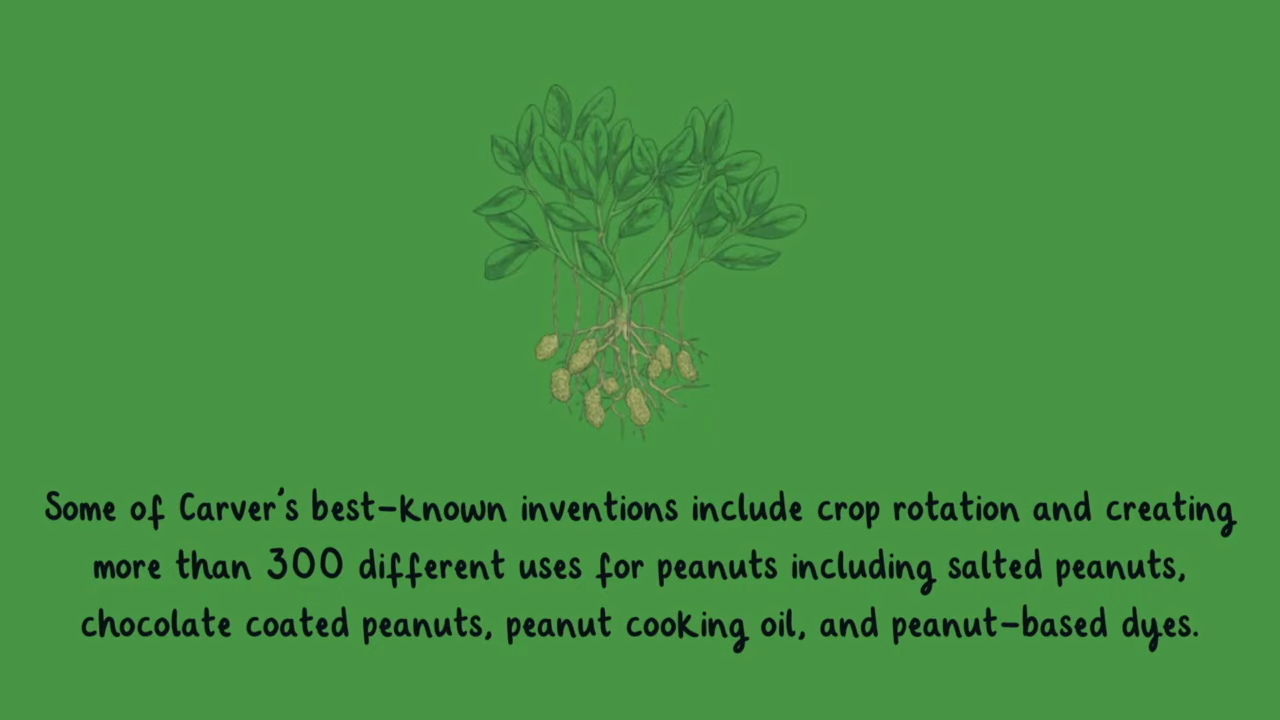 Some of Carver's best-known inventions include crop rotation and creating
more than 300 different uses for peanuts including salted peanuts,
chocolate coated peanuts, peanut cooking oil, and peanut-based dyes.